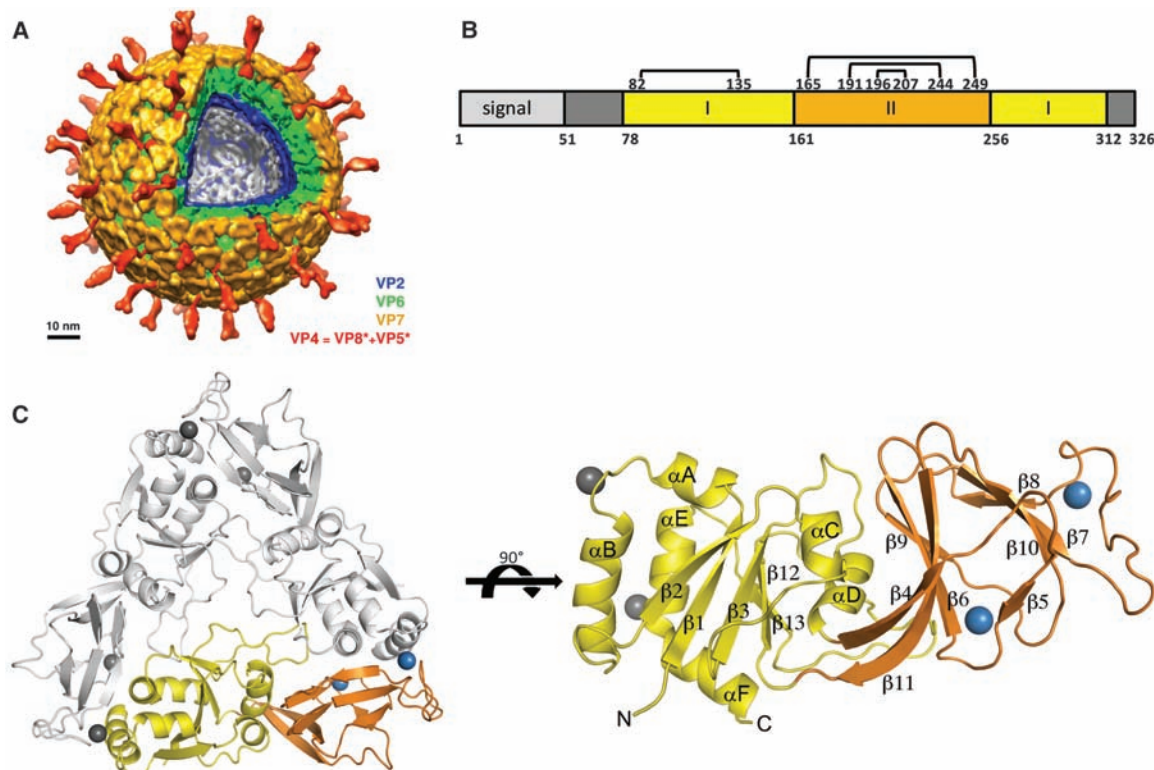 A
VP2
VP6
VP7
VP4 = VP8*+VP5*
10 nm
B
82 135 165 191 196 207 244 249
signal I II I
1 51 78 161 256 312 326
C
90°
αA
αE
αB
αC
αD
αF
β2
β1
β3
β12
β13
β9
β4
β6
β11
β8
β10
β7
β5
N
C